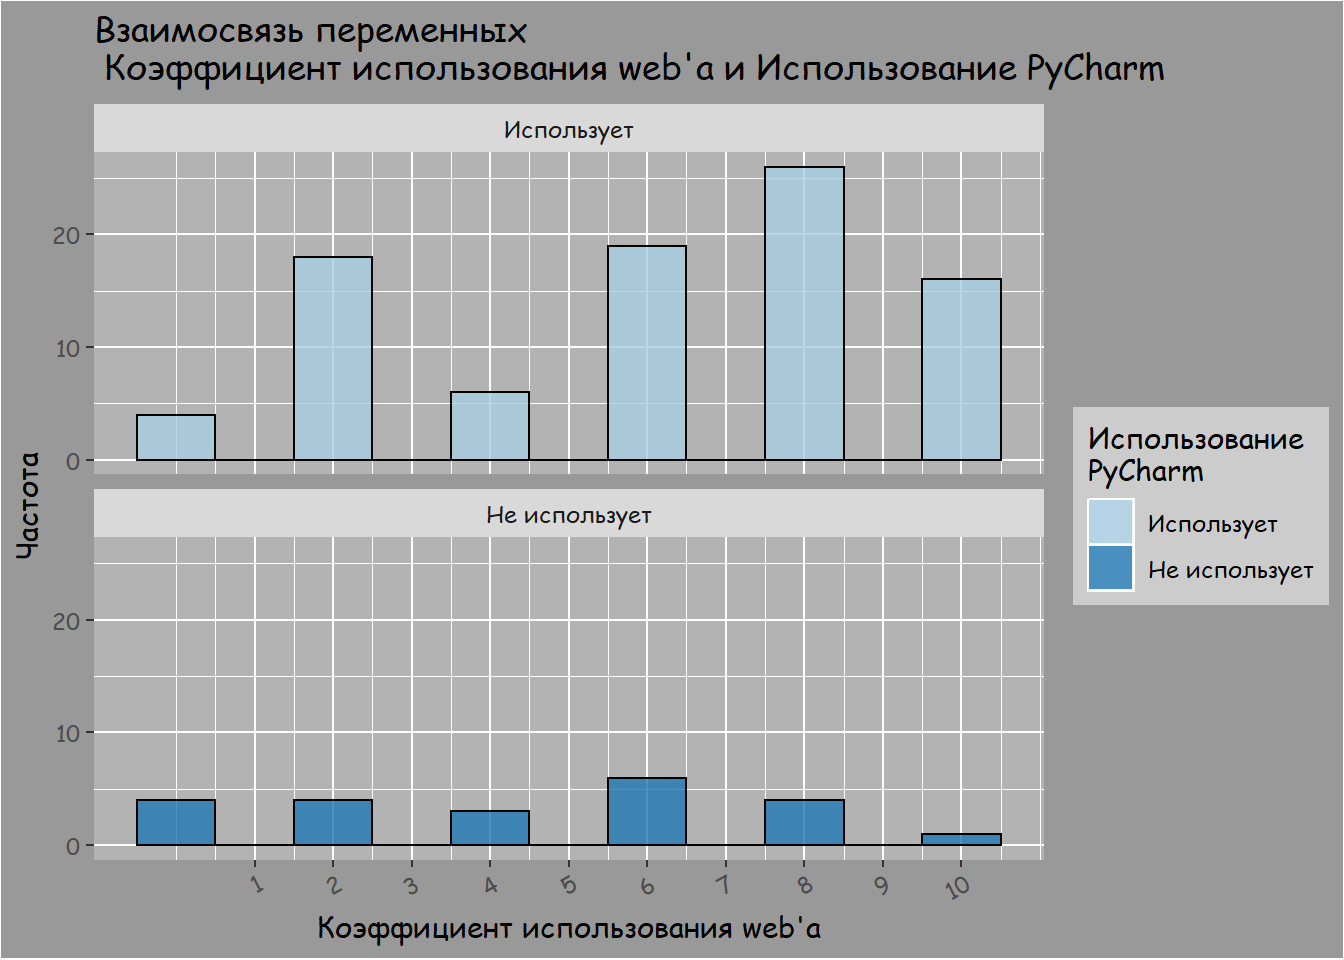 Взаимосвязь переменных
Коэффициент использования web'а и Использование PyCharm
Использует
20
10
0
Не использует
20
10
0
1 2 3 4 5 6 7 8 9 10
Коэффициент использования web'а
Частота
Использование
PyCharm
Использует
Не использует